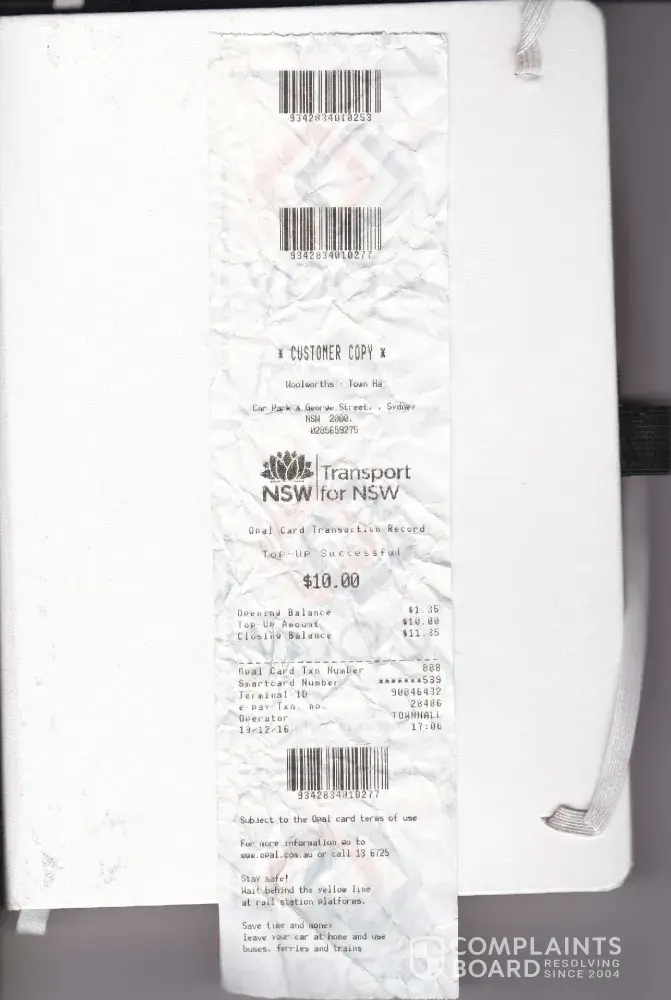 9342834010253
9342834010277
* CUSTOMER COPY *
Woolworths - Town Ha
Car Park & George Street, , Sydney
NSW 2000,
0285659275
NSW
Transport
for NSW
Opal Card Transaction Record
Top-Up Successful
$10.00
Opening Balance $1.35
Top Up Amount $10.00
Closing Balance $11.35
Opal Card Txn Number 808
Smartcard Number *******539
Terminal ID 90046432
e pay Txn. no. 28486
Operator TOWNHALL
13/12/16 17:06
9342834010277
Subject to the Opal card terms of use
For more information go to
www.opal.com.au or call 13 6725
Stay safe!
Wait behind the yellow line
at rail station platforms.
Save time and money
leave your car at home and use
buses, ferries and trains
COMPLAINTS
BOARD RESOLVING
SINCE 2004